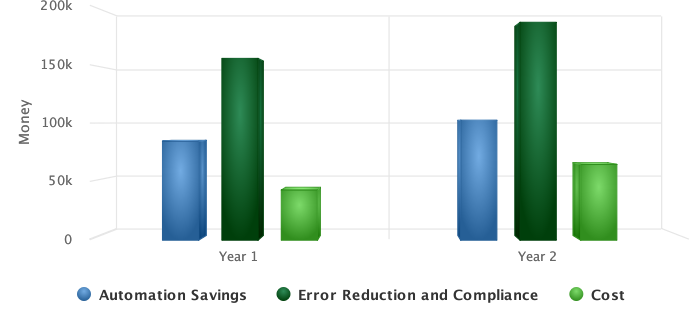 200k
150k
100k
50k
0
Money
Year 1
Year 2
Automation Savings
Error Reduction and Compliance
Cost